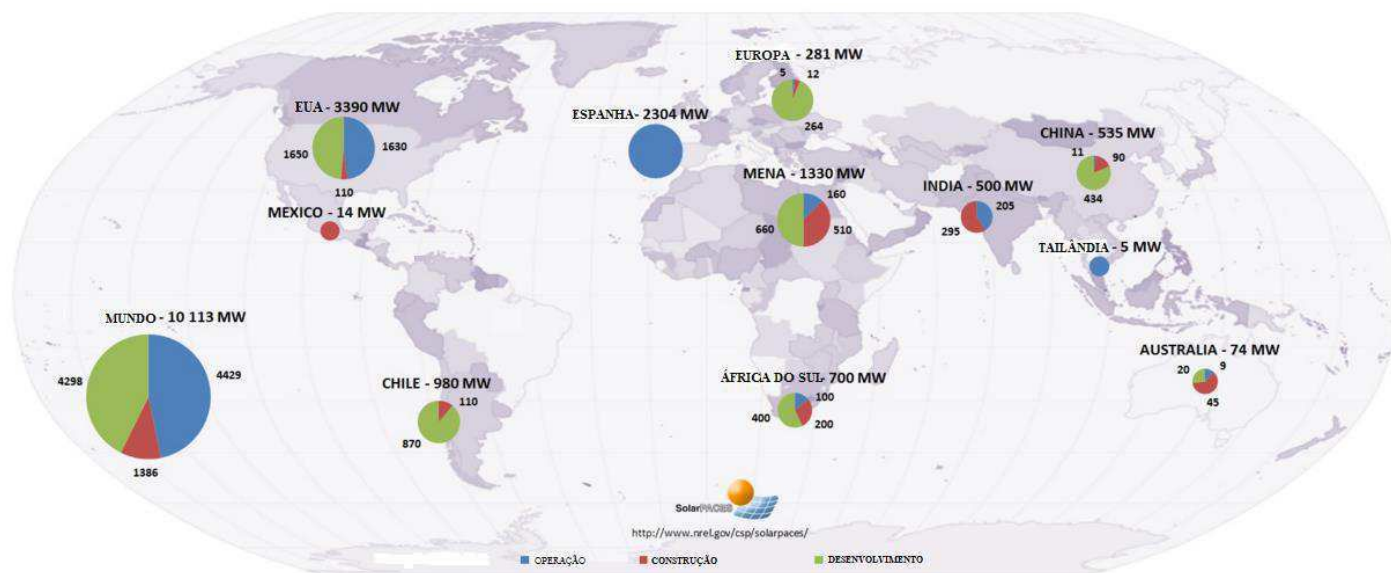 EUROPA - 281 MW
5
12
264
EUA - 3390 MW
1650
1630
110
ESPANHA- 2304 MW
CHINA - 535 MW
11
90
434
MENA - 1330 MW
160
660
510
INDIA - 500 MW
205
295
MEXICO - 14 MW
TAILÂNDIA - 5 MW
MUNDO - 10 113 MW
4298
4429
1386
CHILE - 980 MW
110
870
ÁFRICA DO SUL- 700 MW
100
400
200
AUSTRALIA - 74 MW
20
9
45
SolarPACES
http://www.nrel.gov/csp/solarpaces/
OPERAÇÃO
CONSTRUÇÃO
DESENVOLVIMENTO